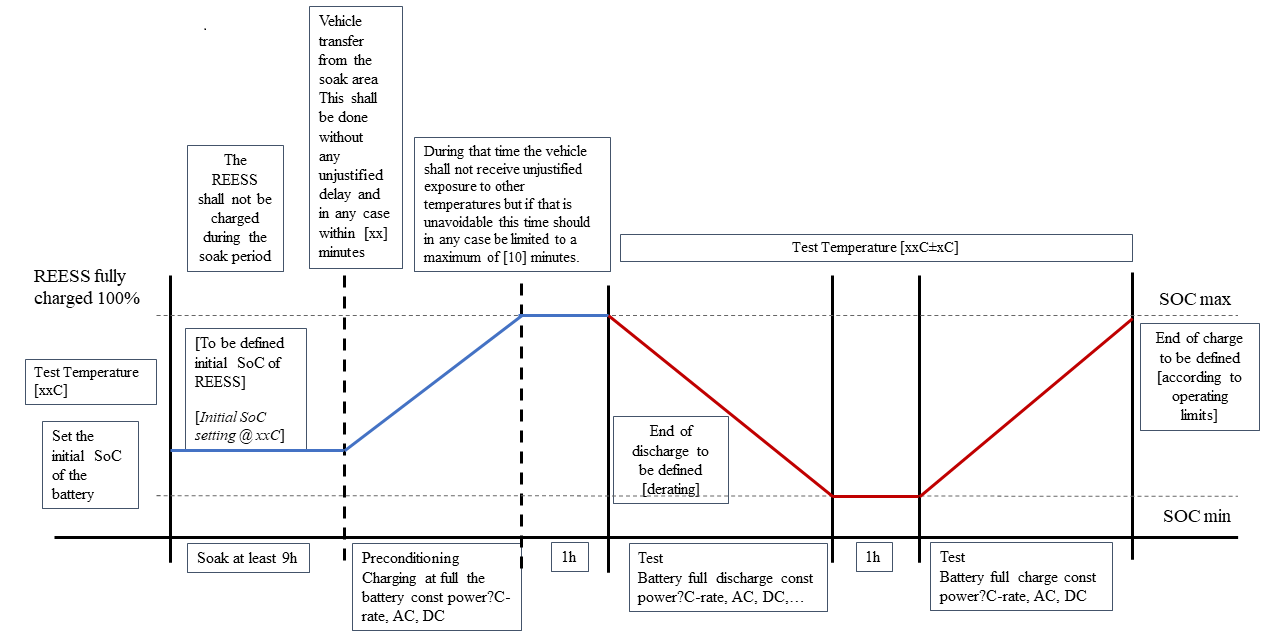 Vehicle
transfer
from the
soak area
This shall
be done
without
any
unjustified
delay and
in any case
within [xx]
minutes
The
REESS
shall not be
charged
during the
soak period
During that time the vehicle
shall not receive unjustified
exposure to other
temperatures but if that is
unavoidable this time should
in any case be limited to a
maximum of [10] minutes.
Test Temperature [xxC±xC]
REESS fully
charged 100%
SOC max
[To be defined
initial SoC of
REESS]
[Initial SoC
setting @ xxC]
Test Temperature
[xxC]
Set the
initial SoC
of the
battery
End of
discharge to
be defined
[derating]
End of charge
to be defined
[according to
operating
limits]
SOC min
Soak at least 9h
Preconditioning
Charging at full the
battery const power?C-
rate, AC, DC
1h
Test
Battery full discharge const
power?C-rate, AC, DC,…
1h
Test
Battery full charge const
power?C-rate, AC, DC